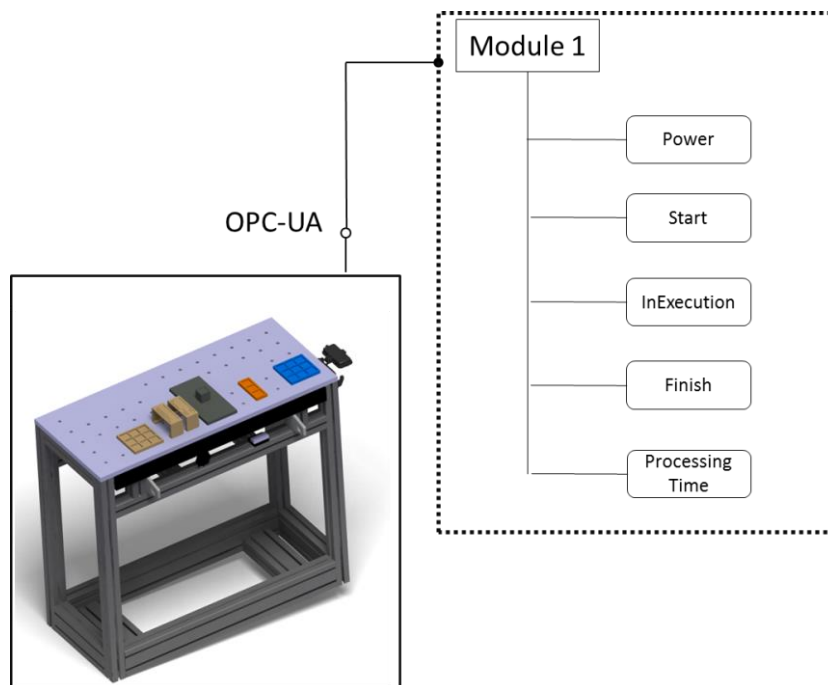 Module 1
Power
Start
OPC-UA
InExecution
Finish
Processing
Time